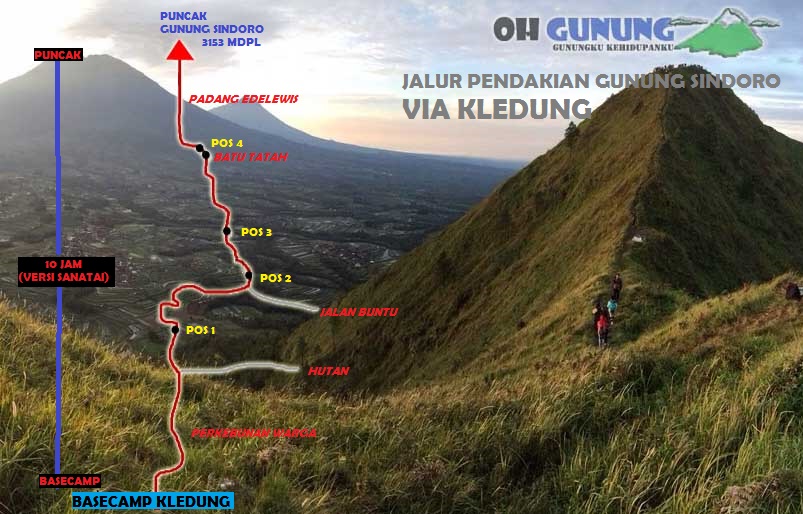 PUNCAK
GUNUNG SINDORO
3153 MDPL
OH GUNUNG
GUNUNGKU KEHIDUPANKU
JALUR PENDAKIAN GUNUNG SINDORO
VIA KLEDUNG
PUNCAK
PADANG EDELEWIS
POS 4
BATU TATAH
POS 3
10 JAM
(VERSI SANATAI)
POS 2
JALAN BUNTU
POS 1
HUTAN
PERKEBUNAN WARGA
BASECAMP
BASECAMP KLEDUNG